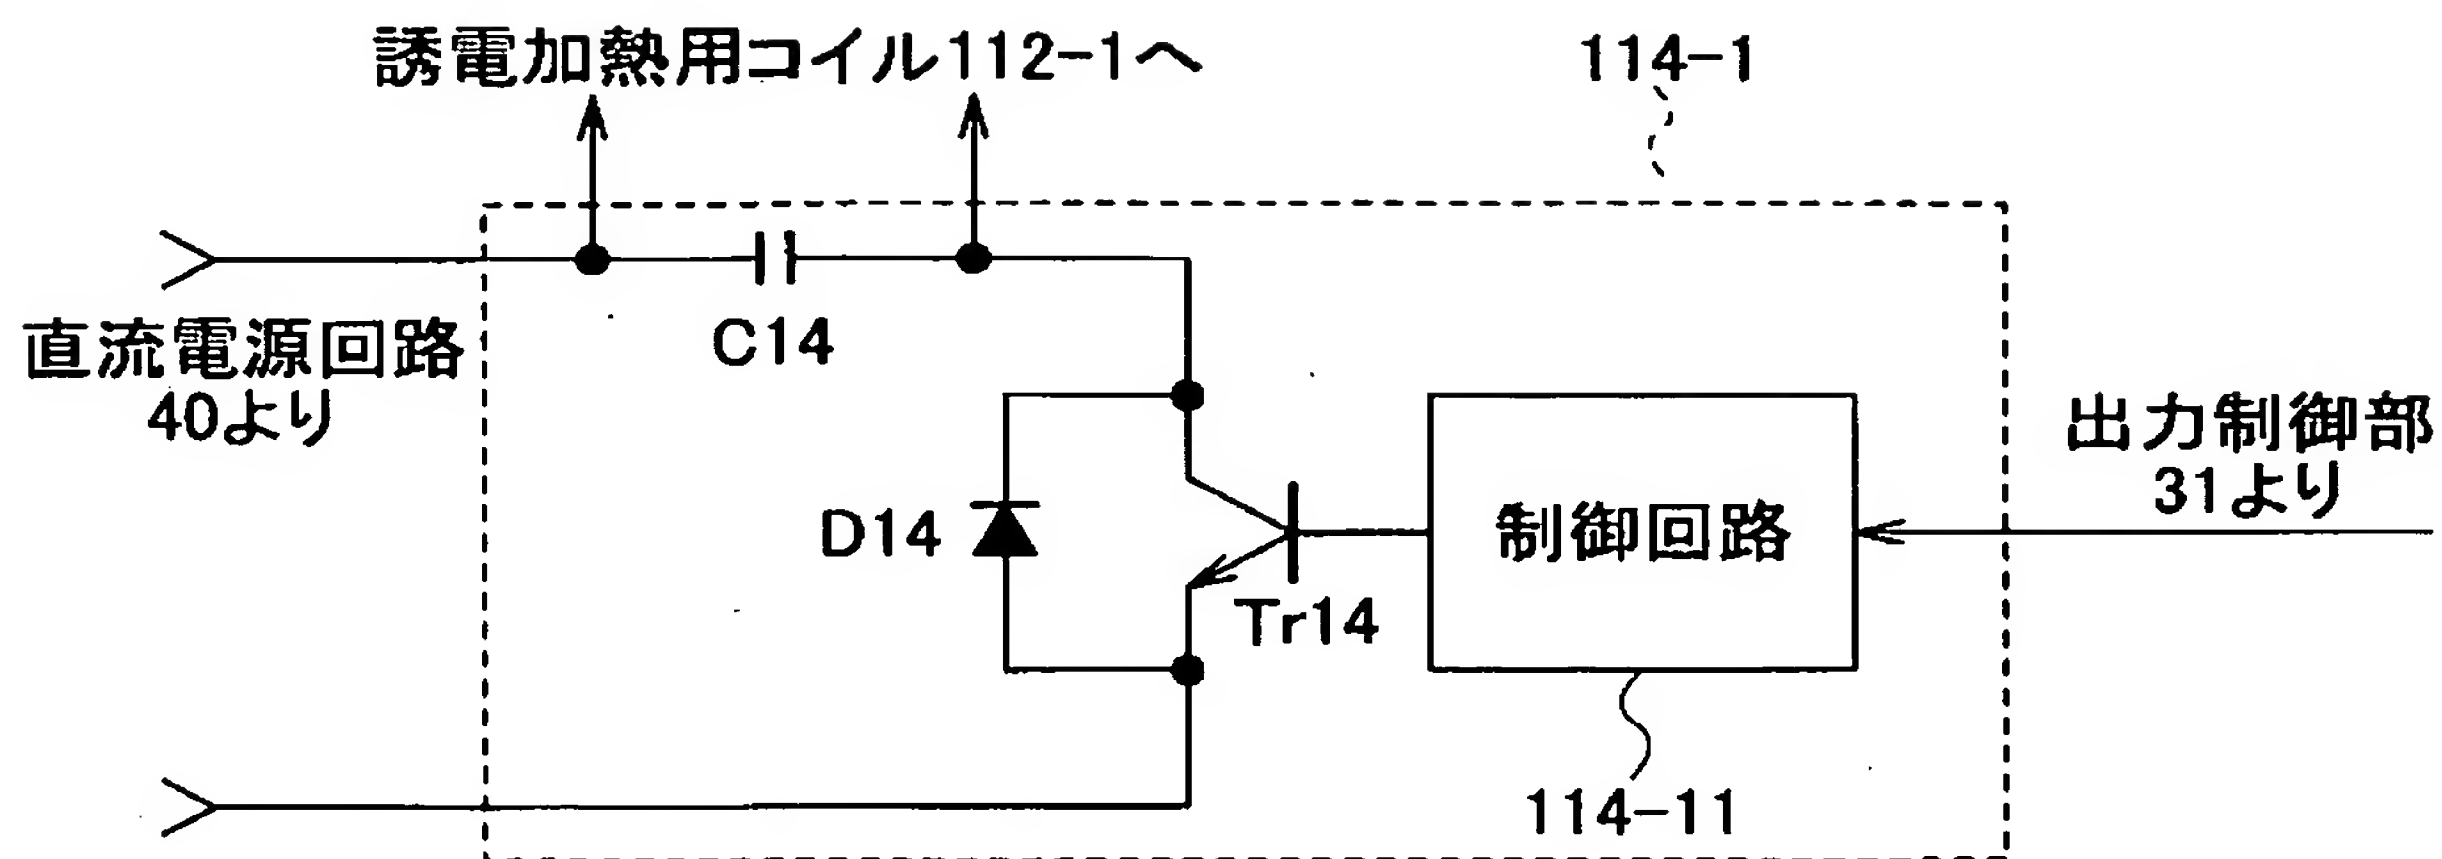 誘電加熱用コイル112-1へ
114-1
直流電源回路
40より
C14
出力制御部
31より
D14
制御回路
Tr14
114-11